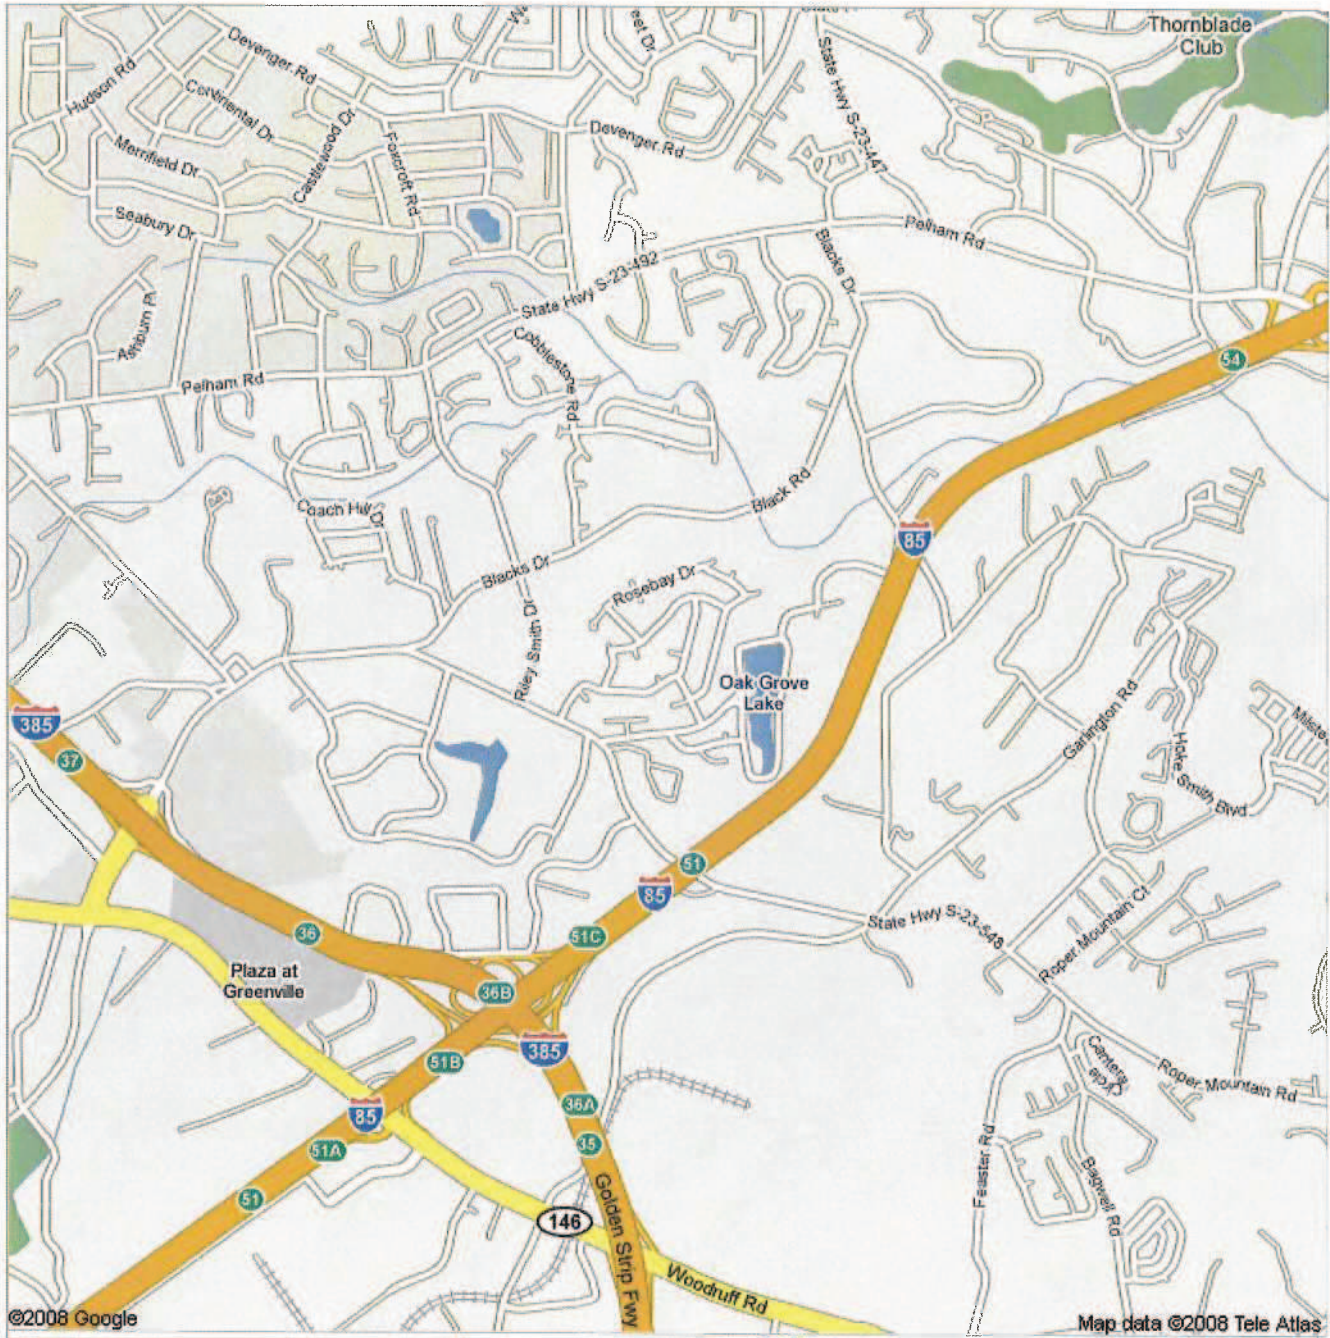 Thornblade
Club
State Hwy S-23-447
Devenger Rd
Hudson Rd
Continental Dr
Castlewood Dr
Foxcroft Rd
Devenger Rd
Merrifield Dr
Seabury Dr
Pelham Rd
Blacks Dr
State Hwy S-23-492
Ashburn Pl
Cobblestone Rd
Pelham Rd
54
Coach Hill Dr
Black Rd
85
Blacks Dr
Rosebay Dr
Riley Smith Dr
Oak Grove
Lake
Garlington Rd
385
37
Hoke Smith Blvd
51
85
State Hwy S-23-548
Roper Mountain Ct
36
51C
Plaza at
Greenville
36B
385
51B
Cantera
Circle
Roper Mountain Rd
36A
85
35
51A
Feaster Rd
Bagwell Rd
51
146
Golden Strip Fwy
Woodruff Rd
©2008 Google
Map data ©2008 Tele Atlas